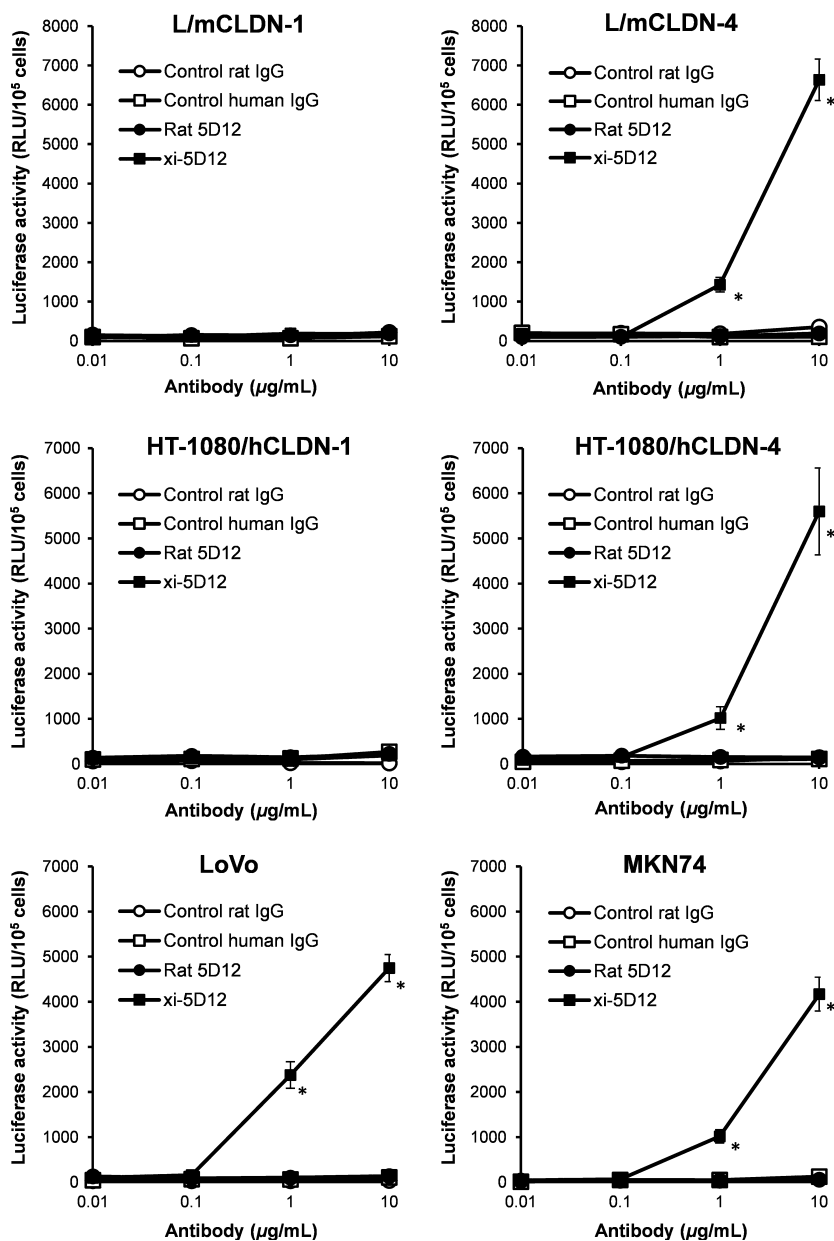 L/mCLDN-1
8000
7000
6000
5000
4000
3000
2000
1000
0
Luciferase activity (RLU/10⁵ cells)
Control rat IgG
Control human IgG
Rat 5D12
xi-5D12
0.01
0.1
1
10
Antibody (µg/mL)
L/mCLDN-4
8000
7000
6000
5000
4000
3000
2000
1000
0
Luciferase activity (RLU/10⁵ cells)
Control rat IgG
Control human IgG
Rat 5D12
xi-5D12
*
*
0.01
0.1
1
10
Antibody (µg/mL)
HT-1080/hCLDN-1
7000
6000
5000
4000
3000
2000
1000
0
Luciferase activity (RLU/10⁵ cells)
Control rat IgG
Control human IgG
Rat 5D12
xi-5D12
0.01
0.1
1
10
Antibody (µg/mL)
HT-1080/hCLDN-4
7000
6000
5000
4000
3000
2000
1000
0
Luciferase activity (RLU/10⁵ cells)
Control rat IgG
Control human IgG
Rat 5D12
xi-5D12
*
*
0.01
0.1
1
10
Antibody (µg/mL)
LoVo
7000
6000
5000
4000
3000
2000
1000
0
Luciferase activity (RLU/10⁵ cells)
Control rat IgG
Control human IgG
Rat 5D12
xi-5D12
*
*
0.01
0.1
1
10
Antibody (µg/mL)
MKN74
7000
6000
5000
4000
3000
2000
1000
0
Luciferase activity (RLU/10⁵ cells)
Control rat IgG
Control human IgG
Rat 5D12
xi-5D12
*
*
0.01
0.1
1
10
Antibody (µg/mL)